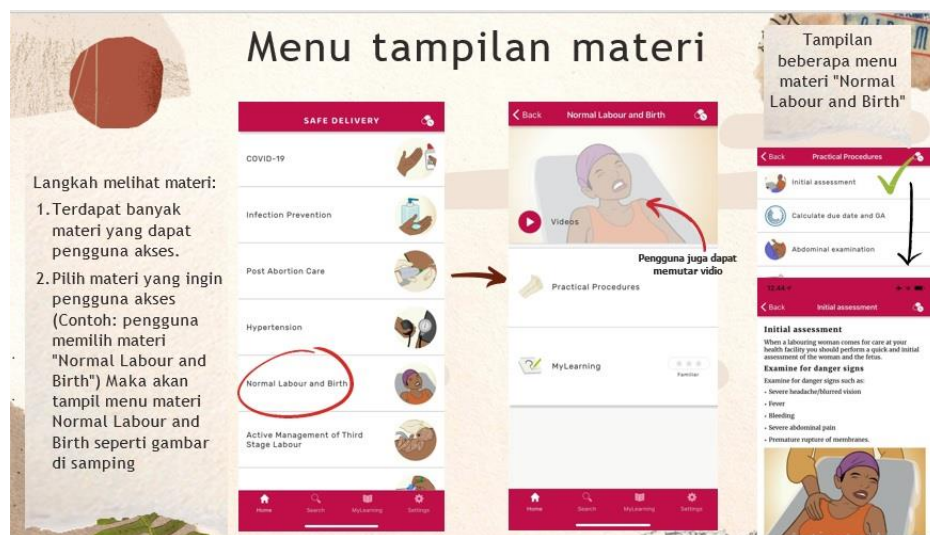 Menu tampilan materi
Langkah melihat materi:
1. Terdapat banyak
materi yang dapat
pengguna akses.
2. Pilih materi yang ingin
pengguna akses
(Contoh: pengguna
memilih materi
"Normal Labour and
Birth") Maka akan
tampil menu materi
Normal Labour and
Birth seperti gambar
di samping
SAFE DELIVERY
COVID-19
Infection Prevention
Post Abortion Care
Hypertension
Normal Labour and Birth
Active Management of Third
Stage Labour
Home Search MyLearning Settings
Back Normal Labour and Birth
Videos
Pengguna juga dapat
memutar vidio
Practical Procedures
MyLearning
Familiar
Home Search MyLearning Settings
Tampilan
beberapa menu
materi "Normal
Labour and Birth"
Back Practical Procedures
Initial assessment
Calculate due date and GA
Abdominal examination
Back Initial assessment
Initial assessment
When a labouring woman comes for care at your
health facility you should perform a quick and initial
assessment of the woman and the fetus.
Examine for danger signs
Examine for danger signs such as:
• Severe headache/blurred vision
• Fever
• Bleeding
• Severe abdominal pain
• Premature rupture of membranes.